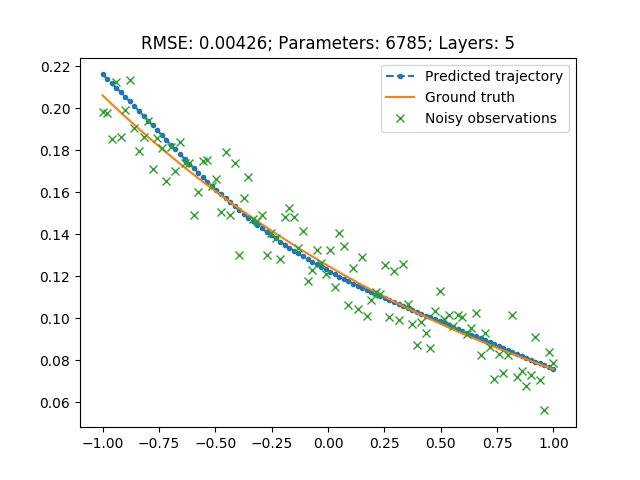 RMSE: 0.00426; Parameters: 6785; Layers: 5
Predicted trajectory
Ground truth
Noisy observations
0.22
0.20
0.18
0.16
0.14
0.12
0.10
0.08
0.06
−1.00 −0.75 −0.50 −0.25 0.00 0.25 0.50 0.75 1.00